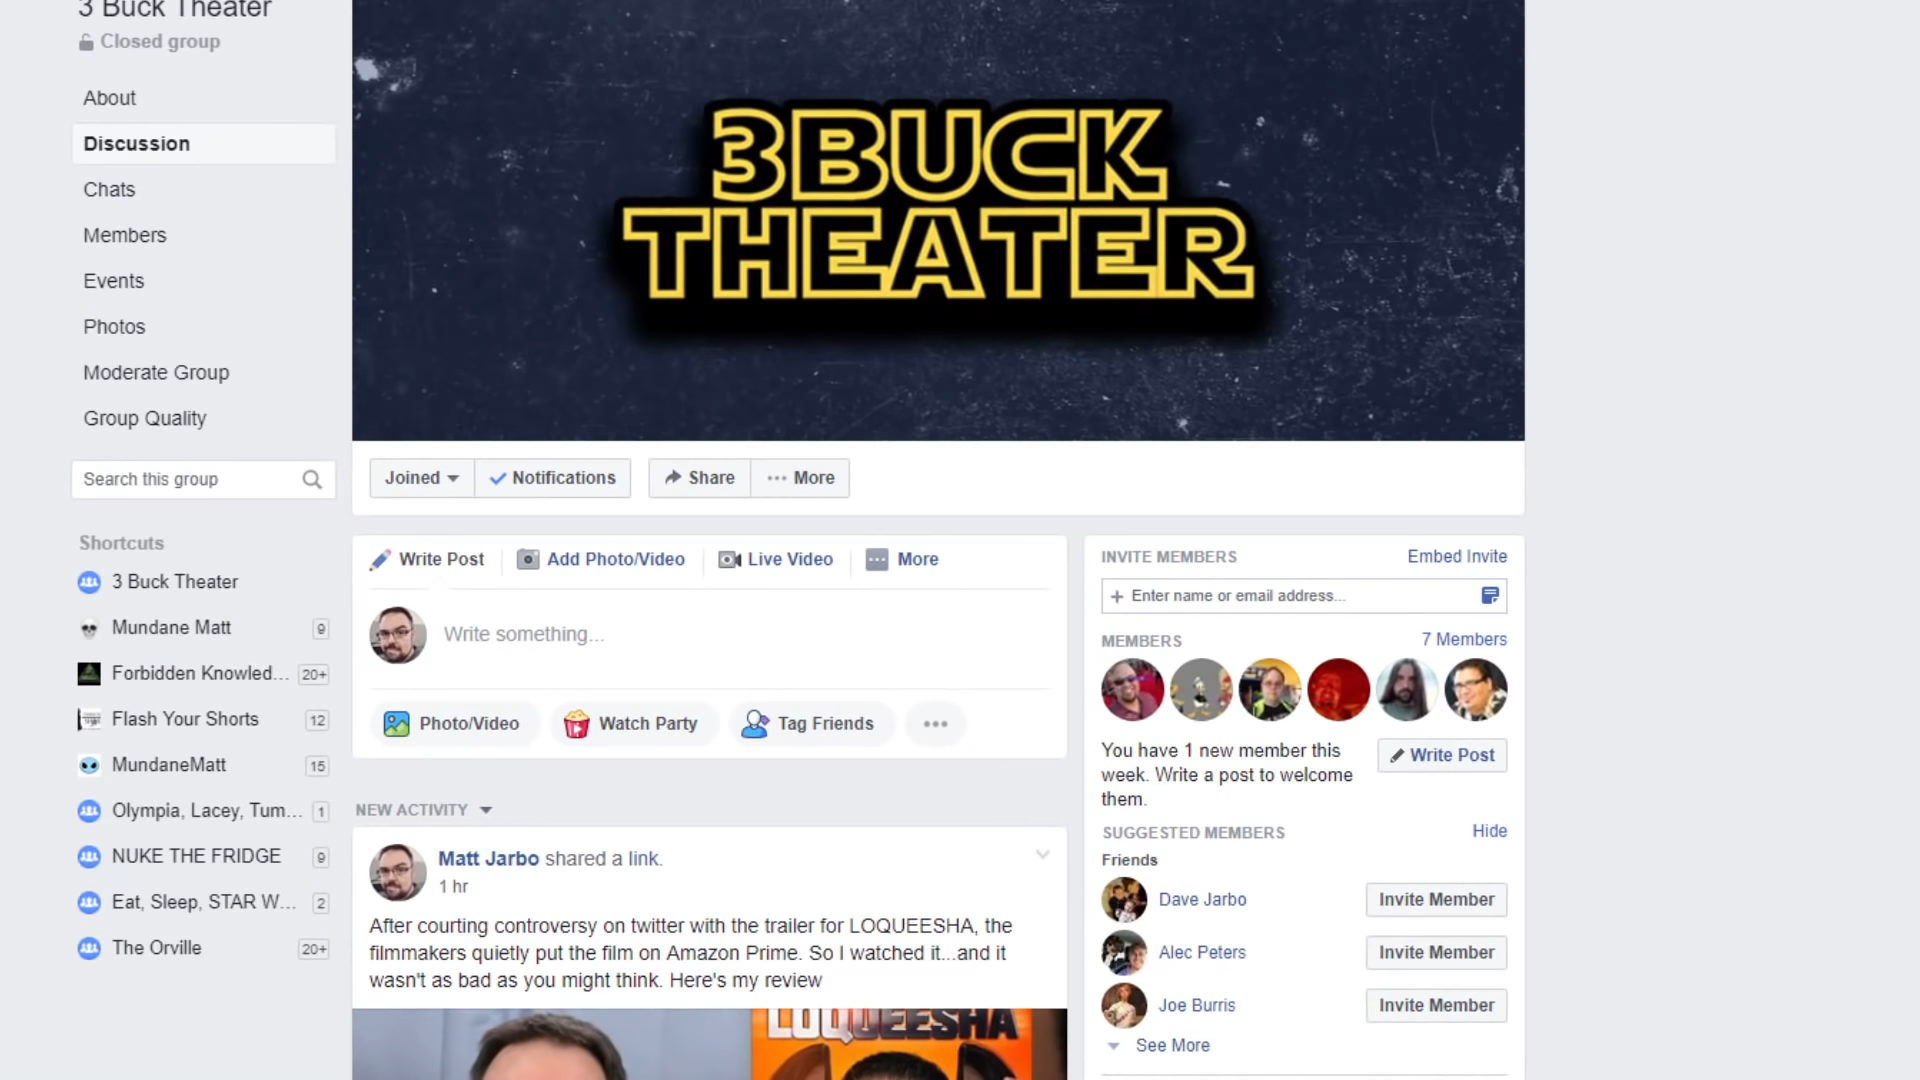 3 Buck Theater
Closed group
About
Discussion
Chats
Members
Events
Photos
Moderate Group
Group Quality
Search this group
Shortcuts
3 Buck Theater
Mundane Matt 9
Forbidden Knowled... 20+
Flash Your Shorts 12
MundaneMatt 15
Olympia, Lacey, Tum... 1
NUKE THE FRIDGE 9
Eat, Sleep, STAR W... 2
The Orville 20+
3BUCK
THEATER
Joined Notifications Share More
Write Post Add Photo/Video Live Video More
Write something...
Photo/Video Watch Party Tag Friends
NEW ACTIVITY
Matt Jarbo shared a link.
1 hr
After courting controversy on twitter with the trailer for LOQUEESHA, the
filmmakers quietly put the film on Amazon Prime. So I watched it...and it
wasn't as bad as you might think. Here's my review
LOQUEESHA
INVITE MEMBERS Embed Invite
+ Enter name or email address...
MEMBERS 7 Members
You have 1 new member this
week. Write a post to welcome
them.
Write Post
SUGGESTED MEMBERS Hide
Friends
Dave Jarbo Invite Member
Alec Peters Invite Member
Joe Burris Invite Member
See More